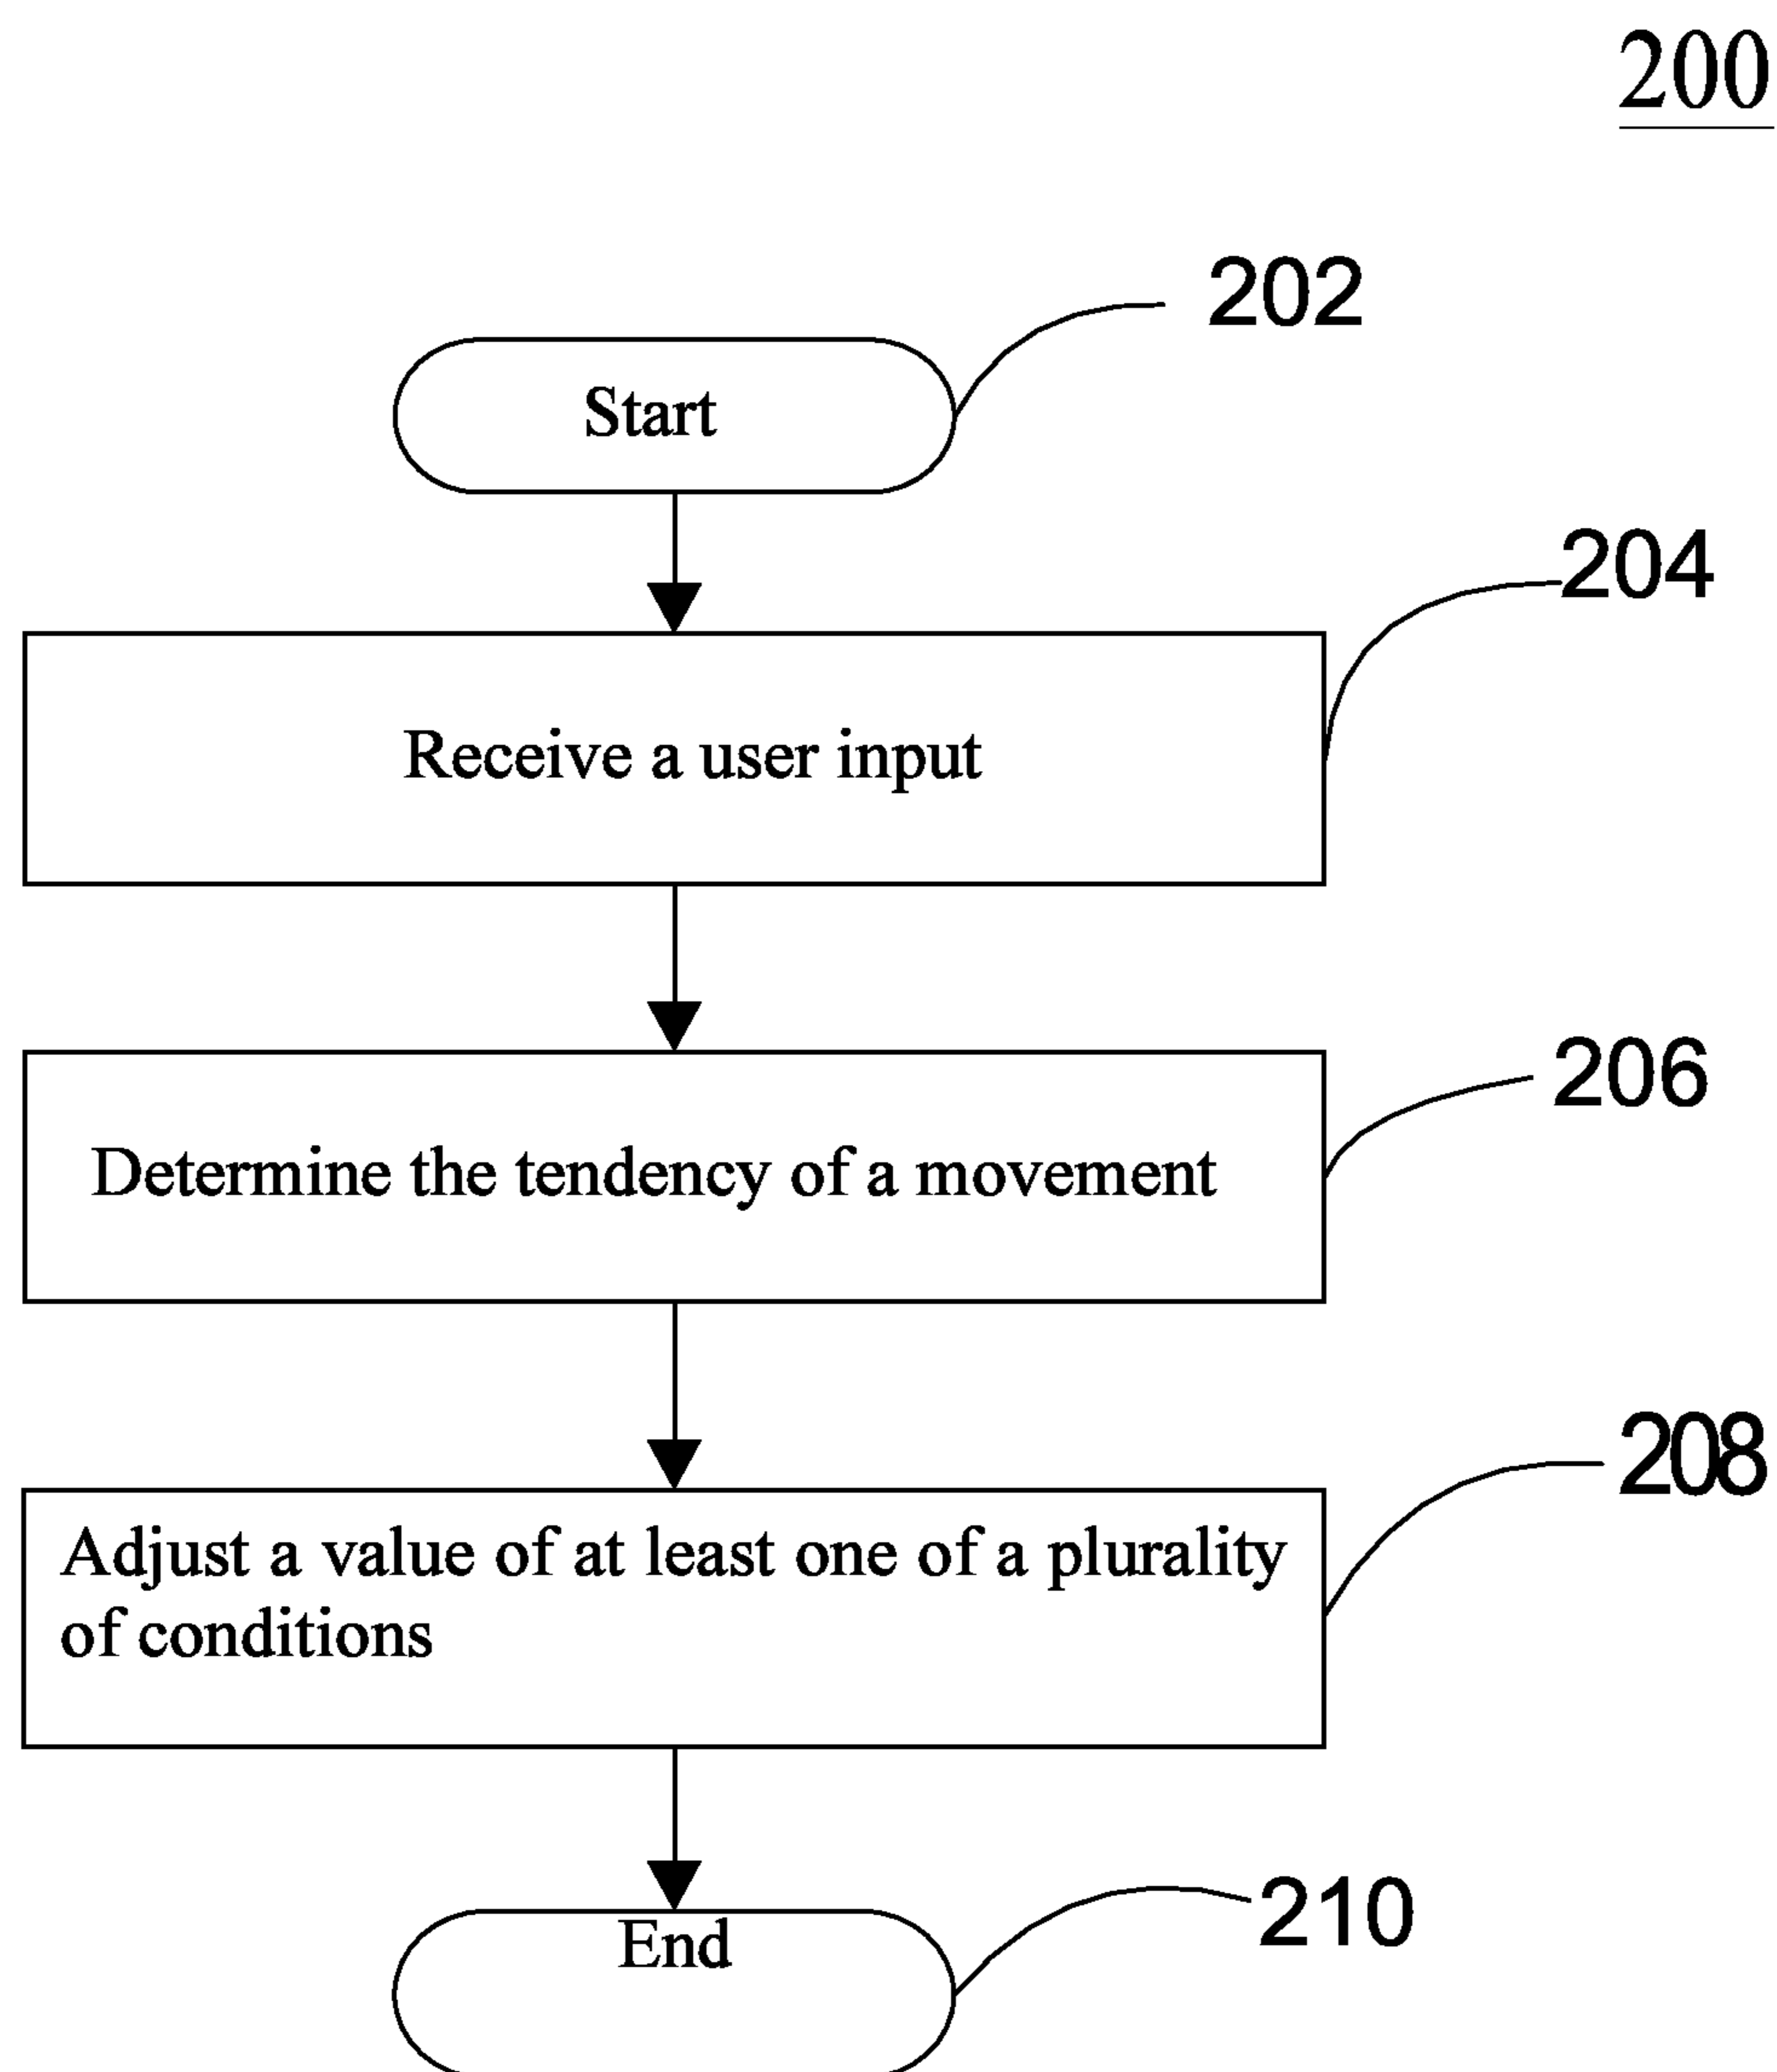 200
202
Start
204
Receive a user input
206
Determine the tendency of a movement
208
Adjust a value of at least one of a plurality
of conditions
210
End